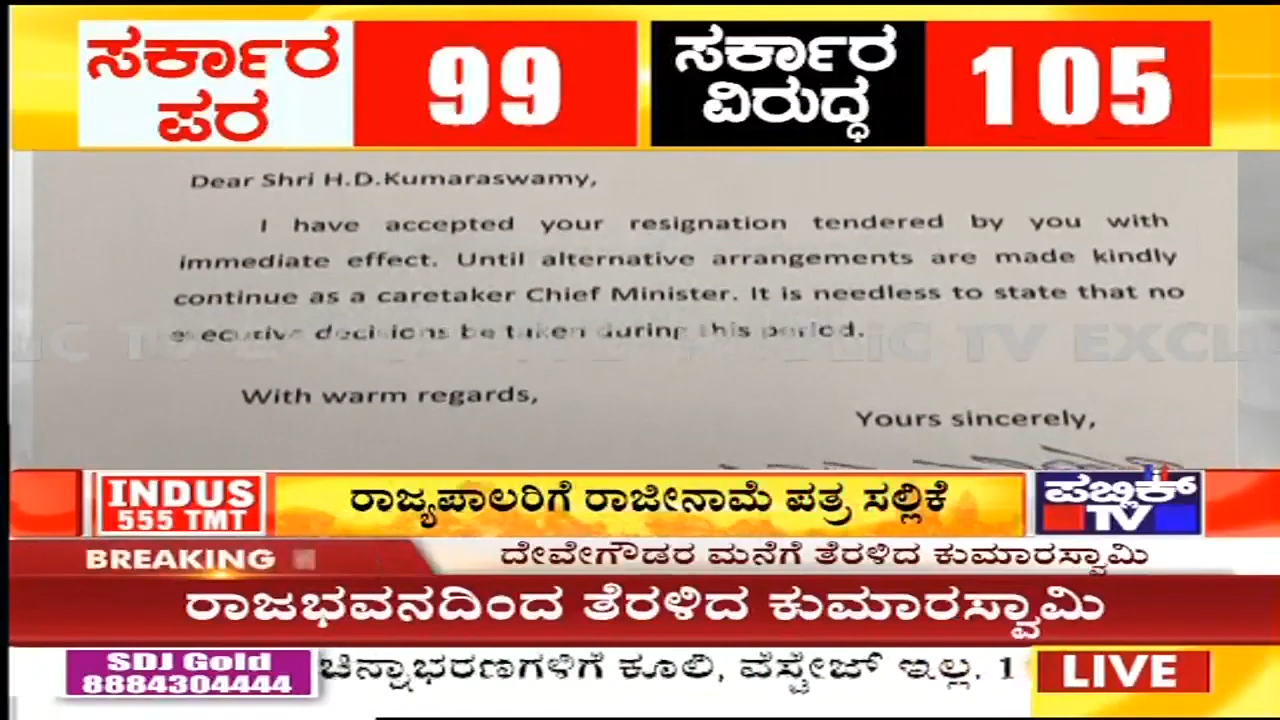 ಸರ್ಕಾರ
ಪರ
99
ಸರ್ಕಾರ
ವಿರುದ್ಧ
105
Dear Shri H.D.Kumaraswamy,
I have accepted your resignation tendered by you with
immediate effect. Until alternative arrangements are made kindly
continue as a caretaker Chief Minister. It is needless to state that no
executive decisions be taken during this period.
With warm regards,
Yours sincerely,
INDUS
555 TMT
ರಾಜ್ಯಪಾಲರಿಗೆ ರಾಜೀನಾಮೆ ಪತ್ರ ಸಲ್ಲಿಕೆ
ಪಬ್ಲಿಕ್
TV
BREAKING
ದೇವೇಗೌಡರ ಮನೆಗೆ ತೆರಳಿದ ಕುಮಾರಸ್ವಾಮಿ
ರಾಜಭವನದಿಂದ ತೆರಳಿದ ಕುಮಾರಸ್ವಾಮಿ
SDJ Gold
8884304444
ಚಿನ್ನಾಭರಣಗಳಿಗೆ ಕೂಲಿ, ವೆಸ್ಟೇಜ್ ಇಲ್ಲ. 1
LIVE